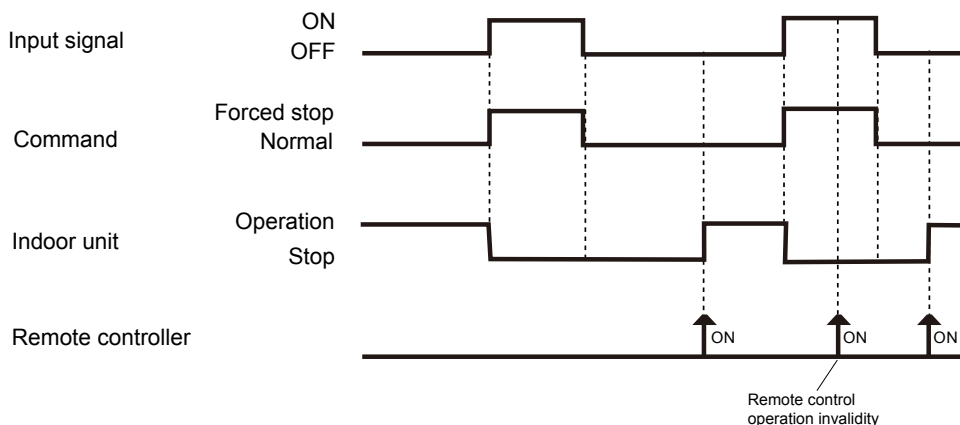 ON
Input signal
OFF
Forced stop
Command
Normal
Operation
Indoor unit
Stop
Remote controller
ON
ON
ON
Remote control
operation invalidity